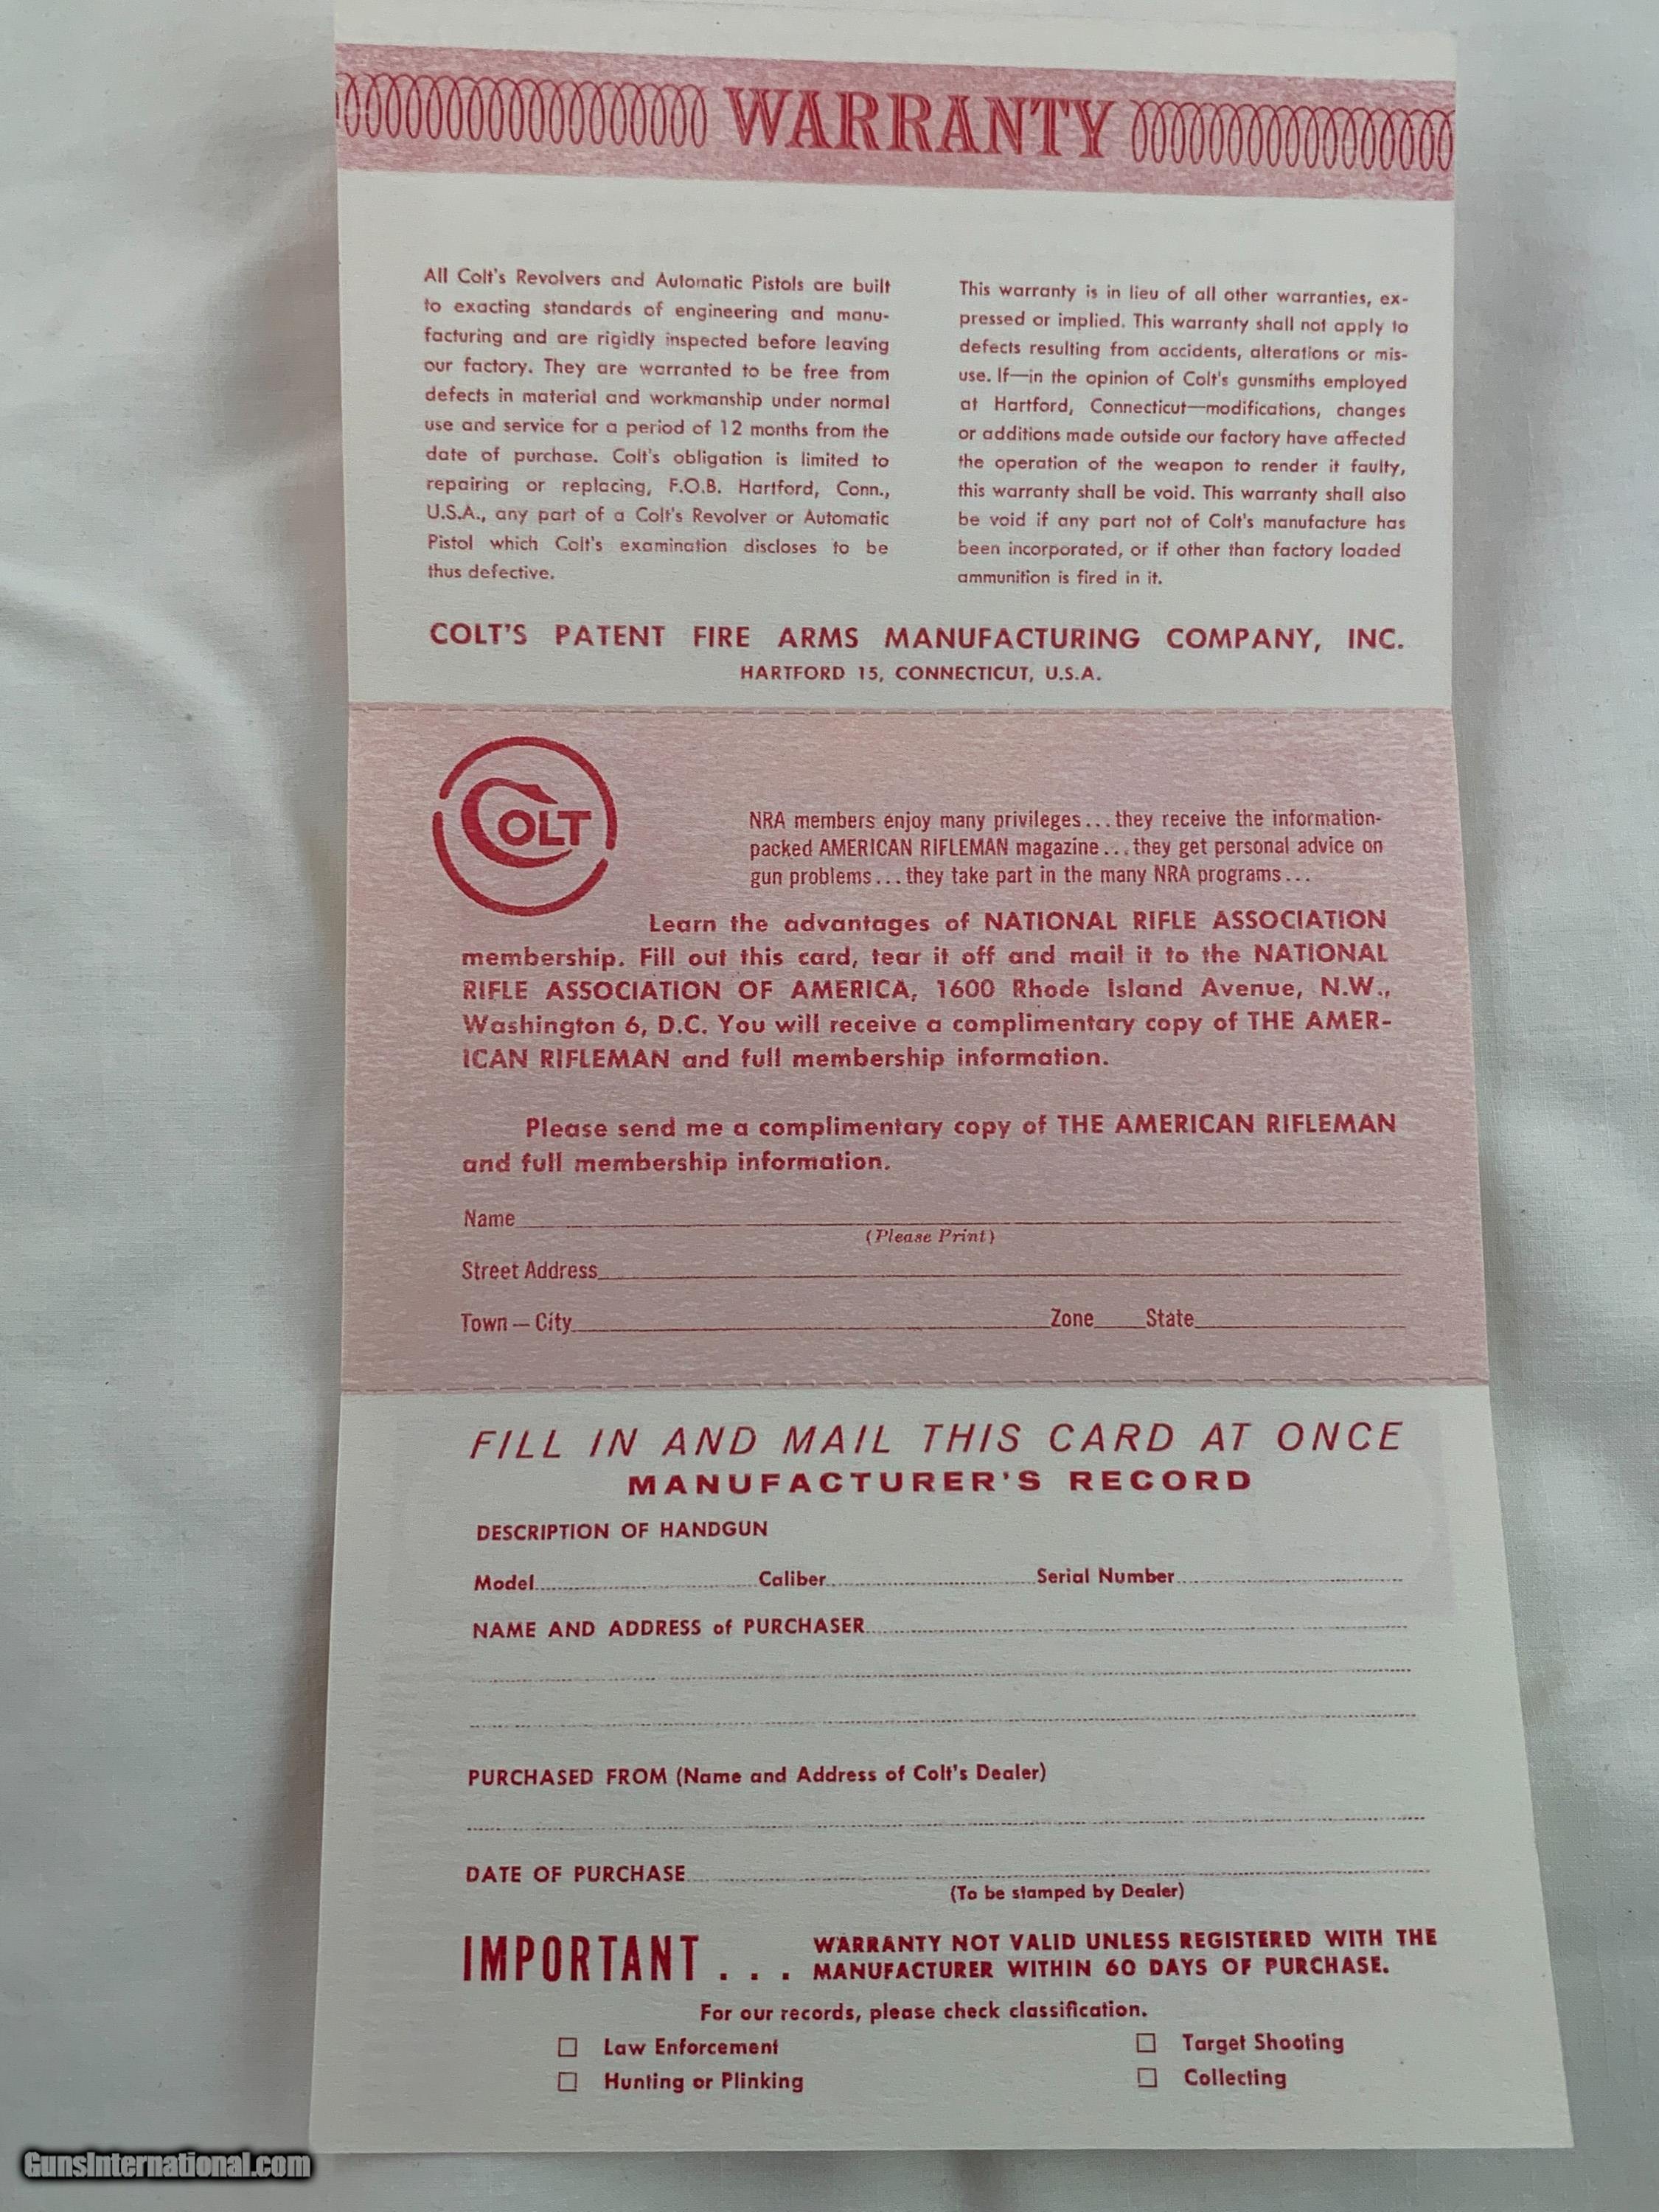 WARRANTY
All Colt's Revolvers and Automatic Pistols are built
to exacting standards of engineering and manu-
facturing and are rigidly inspected before leaving
our factory. They are warranted to be free from
defects in material and workmanship under normal
use and service for a period of 12 months from the
date of purchase. Colt's obligation is limited to
repairing or replacing, F.O.B. Hartford, Conn.,
U.S.A., any part of a Colt's Revolver or Automatic
Pistol which Colt's examination discloses to be
thus defective.
This warranty is in lieu of all other warranties, ex-
pressed or implied. This warranty shall not apply to
defects resulting from accidents, alterations or mis-
use. If—in the opinion of Colt's gunsmiths employed
at Hartford, Connecticut—modifications, changes
or additions made outside our factory have affected
the operation of the weapon to render it faulty,
this warranty shall be void. This warranty shall also
be void if any part not of Colt's manufacture has
been incorporated, or if other than factory loaded
ammunition is fired in it.
COLT'S PATENT FIRE ARMS MANUFACTURING COMPANY, INC.
HARTFORD 15, CONNECTICUT, U.S.A.
COLT
NRA members enjoy many privileges...they receive the information-
packed AMERICAN RIFLEMAN magazine...they get personal advice on
gun problems...they take part in the many NRA programs...
Learn the advantages of NATIONAL RIFLE ASSOCIATION
membership. Fill out this card, tear it off and mail it to the NATIONAL
RIFLE ASSOCIATION OF AMERICA, 1600 Rhode Island Avenue, N.W.,
Washington 6, D.C. You will receive a complimentary copy of THE AMER-
ICAN RIFLEMAN and full membership information.
Please send me a complimentary copy of THE AMERICAN RIFLEMAN
and full membership information.
Name
(Please Print)
Street Address
Town — City Zone State
FILL IN AND MAIL THIS CARD AT ONCE
MANUFACTURER'S RECORD
DESCRIPTION OF HANDGUN
Model Caliber Serial Number
NAME AND ADDRESS of PURCHASER
PURCHASED FROM (Name and Address of Colt's Dealer)
DATE OF PURCHASE
(To be stamped by Dealer)
IMPORTANT . . . WARRANTY NOT VALID UNLESS REGISTERED WITH THE
MANUFACTURER WITHIN 60 DAYS OF PURCHASE.
For our records, please check classification.
☐ Law Enforcement ☐ Target Shooting
☐ Hunting or Plinking ☐ Collecting
GunsInternational.com